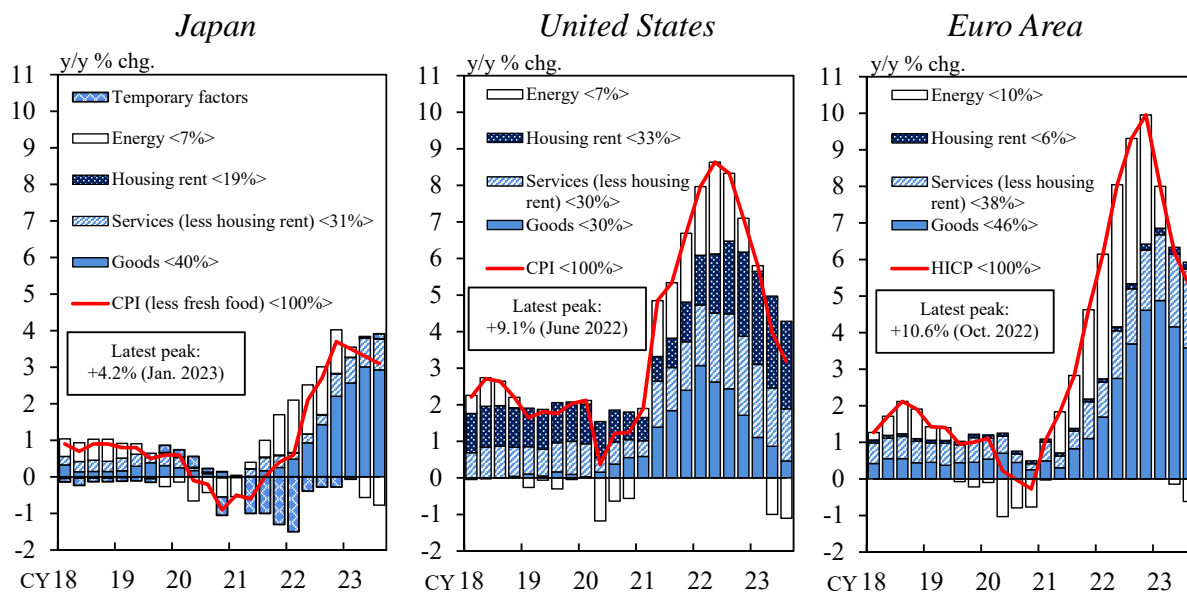 Japan
y/y % chg.
11
10
9
8
7
6
5
4
3
2
1
0
-1
-2
Temporary factors
Energy <7%>
Housing rent <19%>
Services (less housing rent) <31%>
Goods <40%>
CPI (less fresh food) <100%>
Latest peak:
+4.2% (Jan. 2023)
CY 18 19 20 21 22 23
United States
y/y % chg.
11
10
9
8
7
6
5
4
3
2
1
0
-1
-2
Energy <7%>
Housing rent <33%>
Services (less housing
rent) <30%>
Goods <30%>
CPI <100%>
Latest peak:
+9.1% (June 2022)
CY 18 19 20 21 22 23
Euro Area
y/y % chg.
11
10
9
8
7
6
5
4
3
2
1
0
-1
-2
Energy <10%>
Housing rent <6%>
Services (less housing
rent) <38%>
Goods <46%>
HICP <100%>
Latest peak:
+10.6% (Oct. 2022)
CY 18 19 20 21 22 23